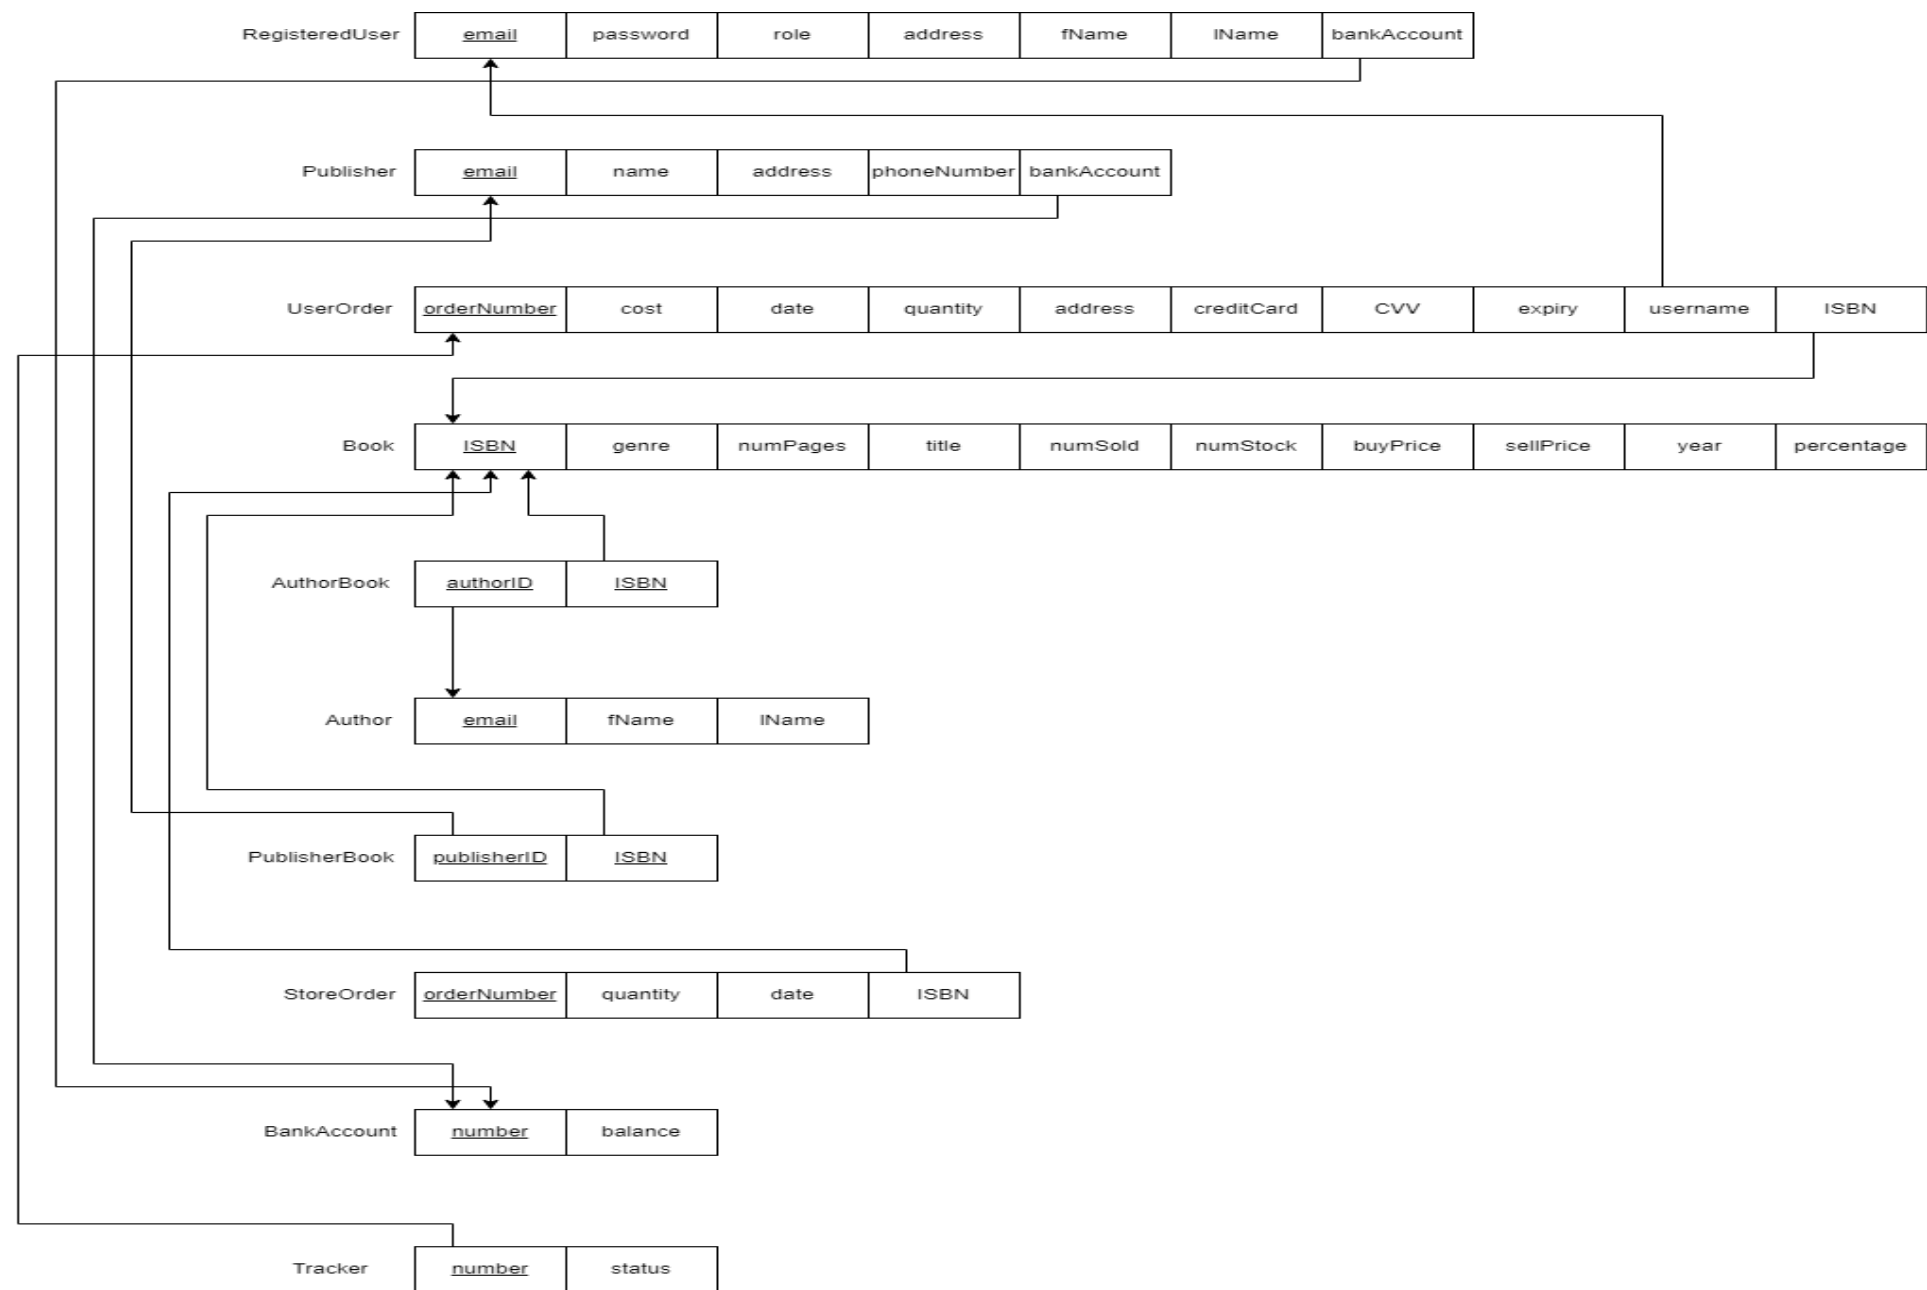 RegisteredUser email password role address fName lName bankAccount
Publisher email name address phoneNumber bankAccount
UserOrder orderNumber cost date quantity address creditCard CVV expiry username ISBN
Book ISBN genre numPages title numSold numStock buyPrice sellPrice year percentage
AuthorBook authorID ISBN
Author email fName lName
PublisherBook publisherID ISBN
StoreOrder orderNumber quantity date ISBN
BankAccount number balance
Tracker number status